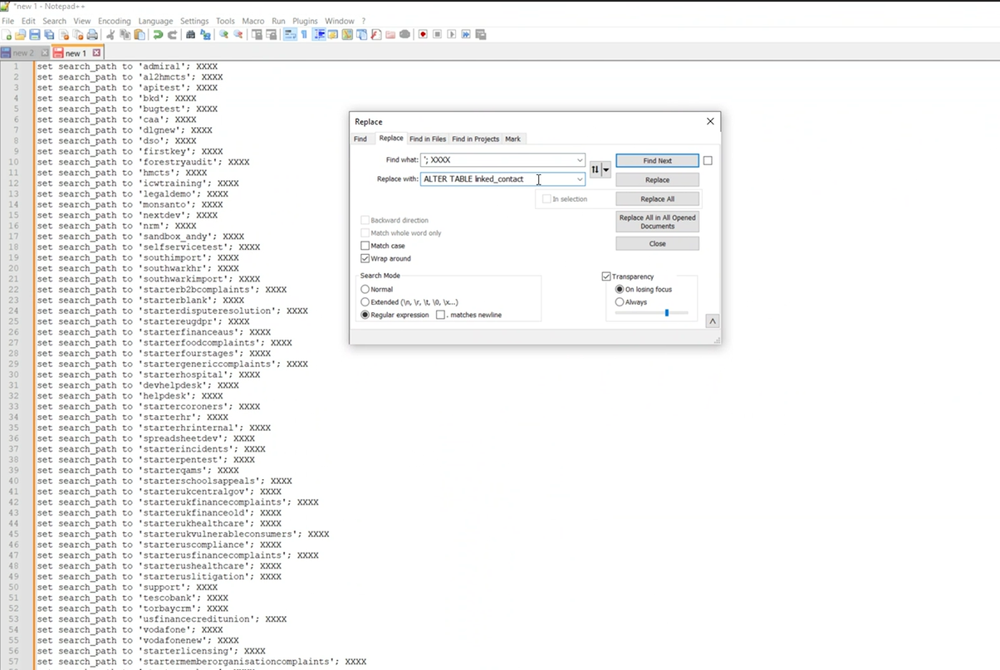 *new 1 - Notepad++
File Edit Search View Encoding Language Settings Tools Macro Run Plugins Window ?
new 2 new 1
1 set search_path to 'admiral'; XXXX
2 set search_path to 'al2hmcts'; XXXX
3 set search_path to 'apitest'; XXXX
4 set search_path to 'bkd'; XXXX
5 set search_path to 'bugtest'; XXXX
6 set search_path to 'caa'; XXXX
7 set search_path to 'dlgnew'; XXXX
8 set search_path to 'dso'; XXXX
9 set search_path to 'firstkey'; XXXX
10 set search_path to 'forestryaudit'; XXXX
11 set search_path to 'hmcts'; XXXX
12 set search_path to 'icwtraining'; XXXX
13 set search_path to 'legaldemo'; XXXX
14 set search_path to 'monsanto'; XXXX
15 set search_path to 'nextdev'; XXXX
16 set search_path to 'nrm'; XXXX
17 set search_path to 'sandbox_andy'; XXXX
18 set search_path to 'selfservicetest'; XXXX
19 set search_path to 'southimport'; XXXX
20 set search_path to 'southwarkhr'; XXXX
21 set search_path to 'southwarkimport'; XXXX
22 set search_path to 'starterb2bcomplaints'; XXXX
23 set search_path to 'starterblank'; XXXX
24 set search_path to 'starterdisputeresolution'; XXXX
25 set search_path to 'startereugdpr'; XXXX
26 set search_path to 'starterfinanceaus'; XXXX
27 set search_path to 'starterfoodcomplaints'; XXXX
28 set search_path to 'starterfourstages'; XXXX
29 set search_path to 'startergenericcomplaints'; XXXX
30 set search_path to 'starterhospital'; XXXX
31 set search_path to 'devhelpdesk'; XXXX
32 set search_path to 'helpdesk'; XXXX
33 set search_path to 'startercoroners'; XXXX
34 set search_path to 'starterhr'; XXXX
35 set search_path to 'starterhrinternal'; XXXX
36 set search_path to 'spreadsheetdev'; XXXX
37 set search_path to 'starterincidents'; XXXX
38 set search_path to 'starterpentest'; XXXX
39 set search_path to 'starterqams'; XXXX
40 set search_path to 'starterschoolsappeals'; XXXX
41 set search_path to 'starterukcentralgov'; XXXX
42 set search_path to 'starterukfinancecomplaints'; XXXX
43 set search_path to 'starterukfinanceold'; XXXX
44 set search_path to 'starterukhealthcare'; XXXX
45 set search_path to 'starterukvulnerableconsumers'; XXXX
46 set search_path to 'starteruscompliance'; XXXX
47 set search_path to 'starterusfinancecomplaints'; XXXX
48 set search_path to 'starterushealthcare'; XXXX
49 set search_path to 'starteruslitigation'; XXXX
50 set search_path to 'support'; XXXX
51 set search_path to 'tescobank'; XXXX
52 set search_path to 'torbaycrm'; XXXX
53 set search_path to 'usfinancecreditunion'; XXXX
54 set search_path to 'vodafone'; XXXX
55 set search_path to 'vodafonenew'; XXXX
56 set search_path to 'starterlicensing'; XXXX
57 set search_path to 'startermemberorganisationcomplaints'; XXXX
Replace
Find Replace Find in Files Find in Projects Mark
Find what: '; XXXX
Find Next
Replace with: ALTER TABLE linked_contact
Replace
In selection
Replace All
Replace All in All Opened
Documents
Close
Backward direction
Match whole word only
Match case
Wrap around
Search Mode
Normal
Extended (\n, \r, \t, \0, \x...)
Regular expression . matches newline
Transparency
On losing focus
Always